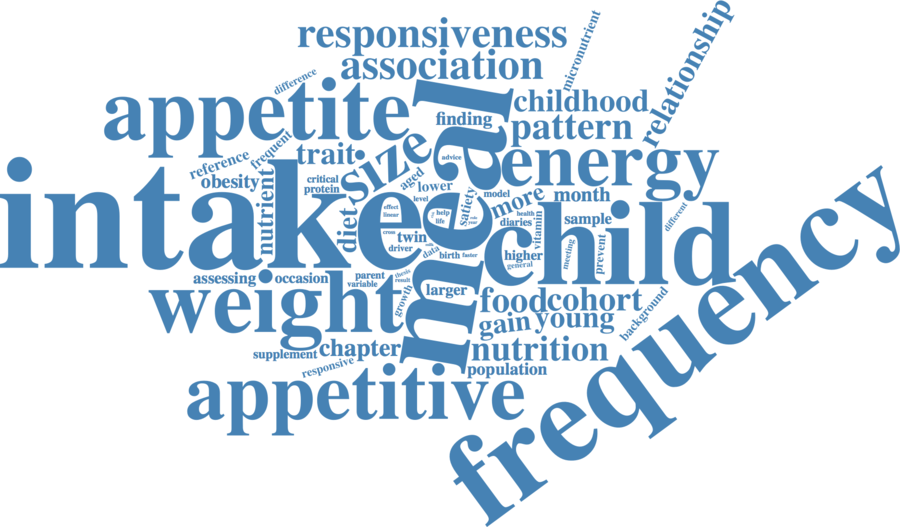 responsiveness
association
micronutrient
relationship
difference
appetite
meal
childhood
finding
pattern
frequent
trait
size
advice
energy
reference
obesity
critical
protein
aged
lower
level
model
more
month
intake
nutrient
diet
effect
linear
help
life
satiety
health
diaries
vitamin
sample
different
child
cross
twin
driver
data
birth
faster
higher
general
meeting
prevent
frequency
assessing
occasion
parent
variable
thesis
result
growth
larger
weight
food
cohort
gain
young
background
supplement
chapter
responsive
nutrition
population
appetitive